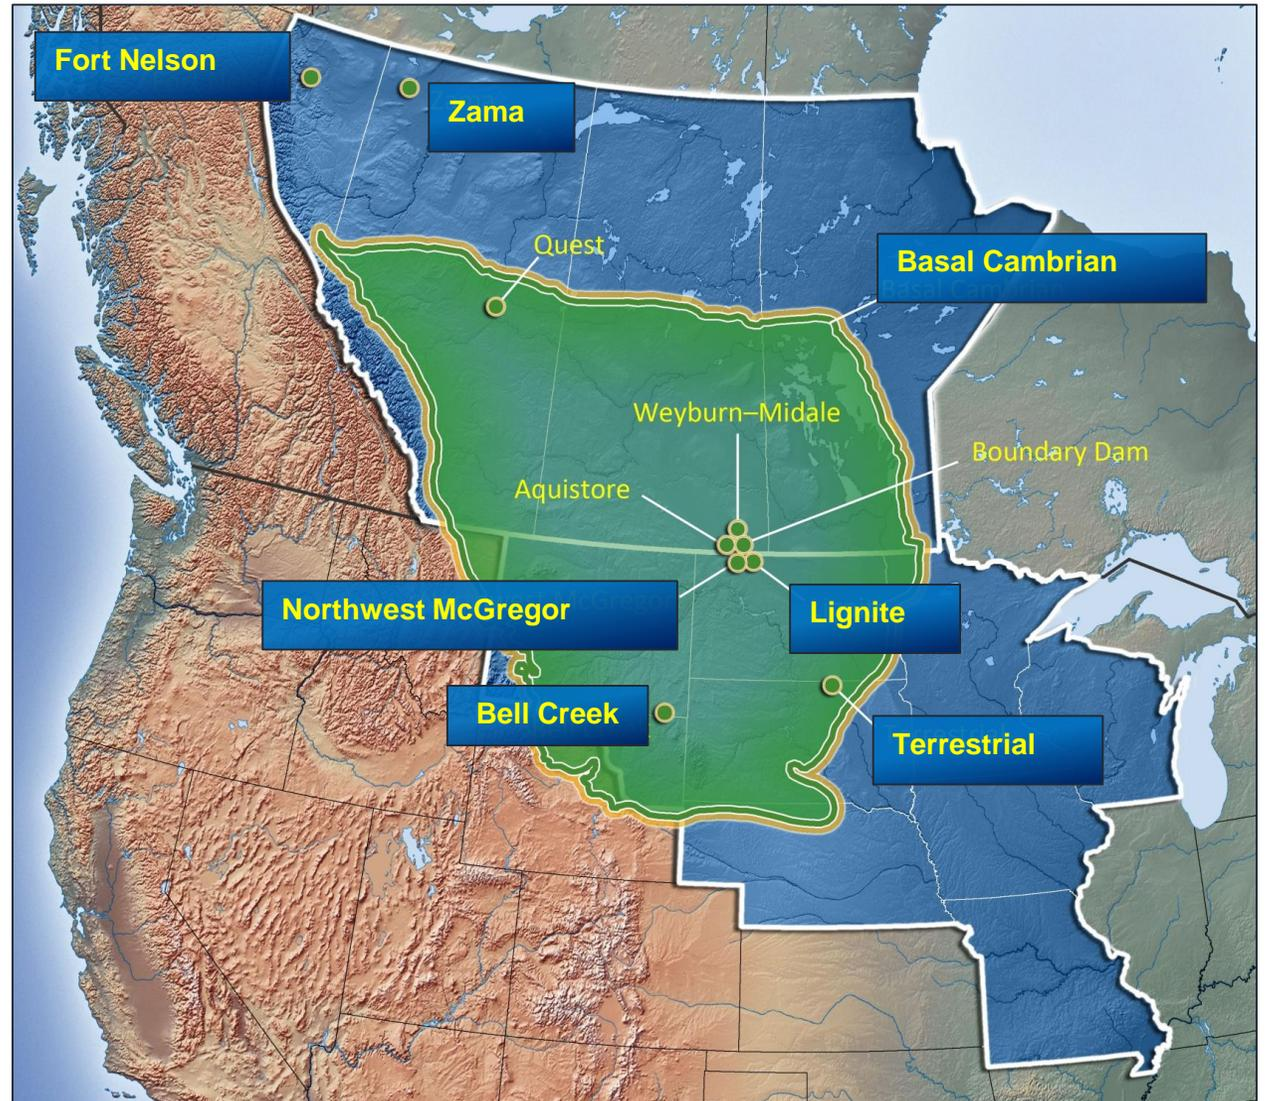 Fort Nelson
Zama
Quest
Basal Cambrian
Weyburn–Midale
Boundary Dam
Aquistore
Northwest McGregor
Lignite
Bell Creek
Terrestrial